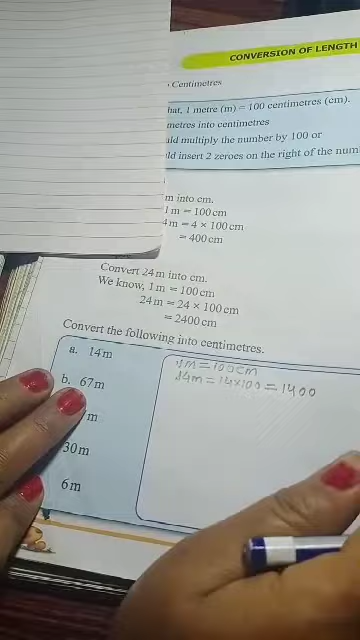 CONVERSION OF LENGTH
Centimetres
hat, 1 metre (m) = 100 centimetres (cm).
metres into centimetres
uld multiply the number by 100 or
uld insert 2 zeroes on the right of the num
m into cm.
1 m = 100 cm
4 m = 4 × 100 cm
= 400 cm
Convert 24 m into cm.
We know, 1 m = 100 cm
24 m = 24 × 100 cm
= 2400 cm
Convert the following into centimetres.
a. 14 m
1m = 100cm
14m = 14×100 = 1400
b. 67 m
m
30 m
6 m